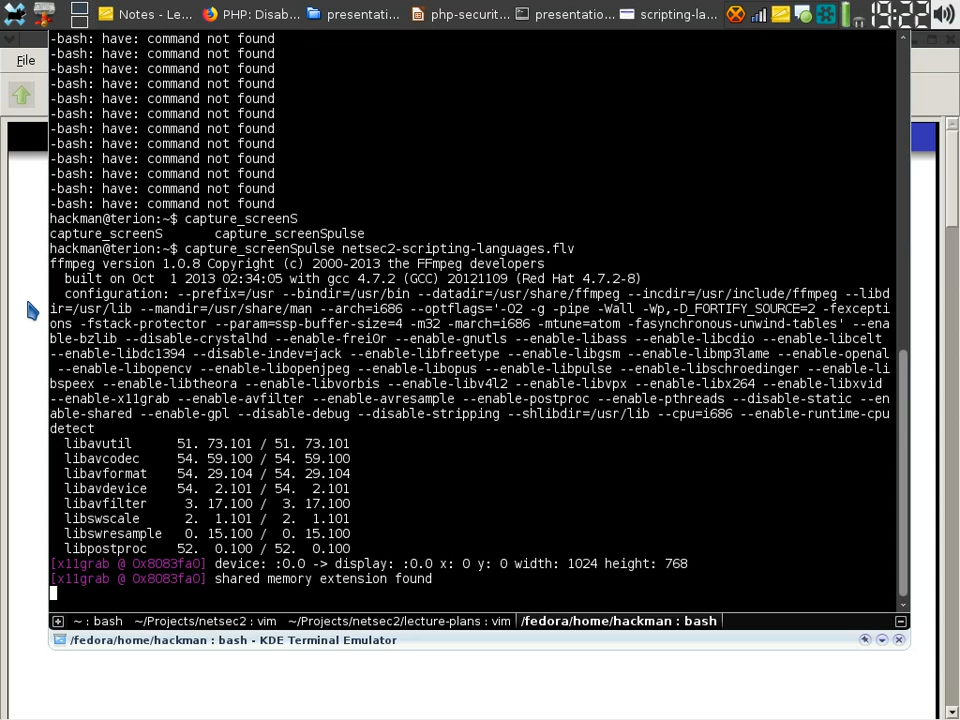 Notes - Le...
PHP: Disab...
presentati...
php-securit...
presentatio...
scripting-la...
18:22
File
-bash: have: command not found
-bash: have: command not found
-bash: have: command not found
-bash: have: command not found
-bash: have: command not found
-bash: have: command not found
-bash: have: command not found
-bash: have: command not found
-bash: have: command not found
-bash: have: command not found
-bash: have: command not found
-bash: have: command not found
hackman@terion:~$ capture_screenS
capture_screenS       capture_screenSpulse
hackman@terion:~$ capture_screenSpulse netsec2-scripting-languages.flv
ffmpeg version 1.0.8 Copyright (c) 2000-2013 the FFmpeg developers
  built on Oct  1 2013 02:34:05 with gcc 4.7.2 (GCC) 20121109 (Red Hat 4.7.2-8)
  configuration: --prefix=/usr --bindir=/usr/bin --datadir=/usr/share/ffmpeg --incdir=/usr/include/ffmpeg --libd
ir=/usr/lib --mandir=/usr/share/man --arch=i686 --optflags='-O2 -g -pipe -Wall -Wp,-D_FORTIFY_SOURCE=2 -fexcepti
ons -fstack-protector --param=ssp-buffer-size=4 -m32 -march=i686 -mtune=atom -fasynchronous-unwind-tables' --ena
ble-bzlib --disable-crystalhd --enable-frei0r --enable-gnutls --enable-libass --enable-libcdio --enable-libcelt
--enable-libdc1394 --disable-indev=jack --enable-libfreetype --enable-libgsm --enable-libmp3lame --enable-openal
 --enable-libopencv --enable-libopenjpeg --enable-libopus --enable-libpulse --enable-libschroedinger --enable-li
bspeex --enable-libtheora --enable-libvorbis --enable-libv4l2 --enable-libvpx --enable-libx264 --enable-libxvid
--enable-x11grab --enable-avfilter --enable-avresample --enable-postproc --enable-pthreads --disable-static --en
able-shared --enable-gpl --disable-debug --disable-stripping --shlibdir=/usr/lib --cpu=i686 --enable-runtime-cpu
detect
  libavutil      51. 73.101 / 51. 73.101
  libavcodec     54. 59.100 / 54. 59.100
  libavformat    54. 29.104 / 54. 29.104
  libavdevice    54.  2.101 / 54.  2.101
  libavfilter     3. 17.100 /  3. 17.100
  libswscale      2.  1.101 /  2.  1.101
  libswresample   0. 15.100 /  0. 15.100
  libpostproc    52.  0.100 / 52.  0.100
[x11grab @ 0x8083fa0] device: :0.0 -> display: :0.0 x: 0 y: 0 width: 1024 height: 768
[x11grab @ 0x8083fa0] shared memory extension found
~ : bash
~/Projects/netsec2 : vim
~/Projects/netsec2/lecture-plans : vim
/fedora/home/hackman : bash
/fedora/home/hackman : bash - KDE Terminal Emulator